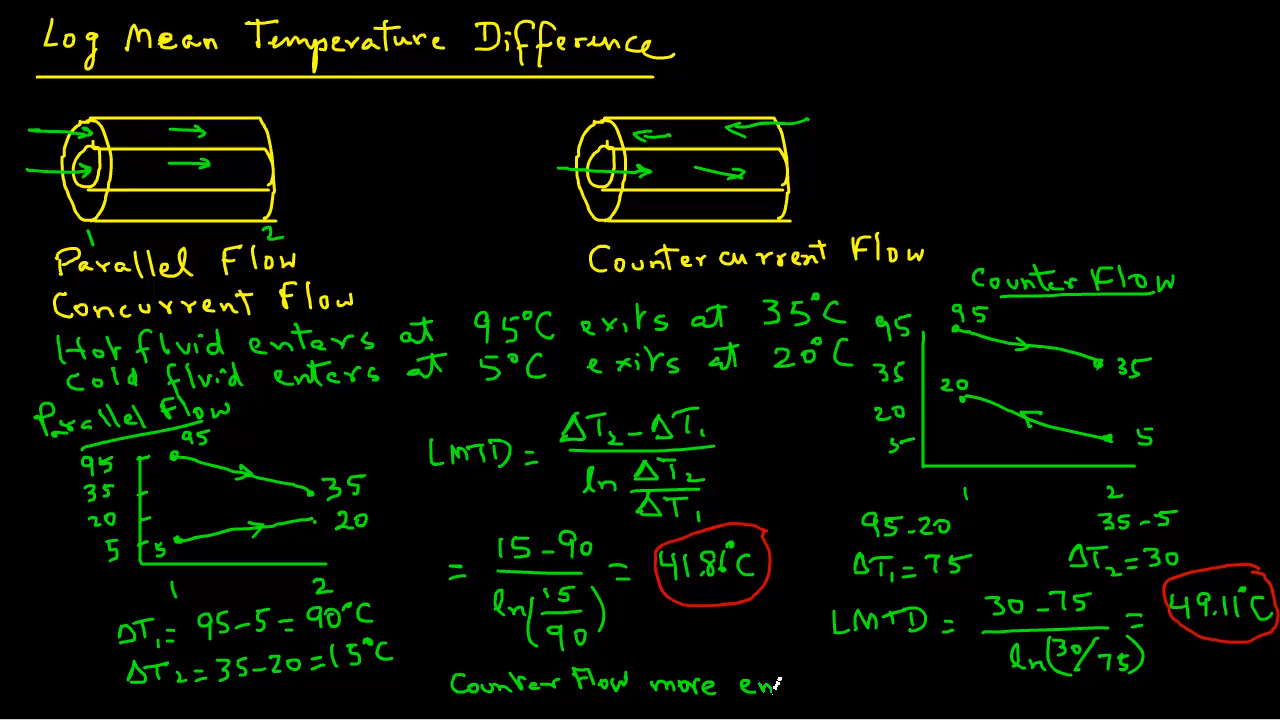 Log Mean Temperature Difference
1 2
Parallel Flow
Concurrent Flow
Countercurrent Flow
Hot fluid enters at 95°C exits at 35°C
Cold fluid enters at 5°C exits at 20°C
Parallel Flow
95
95
35
35
20
20
5
5
1 2
ΔT₁ = 95-5 = 90°C
ΔT₂ = 35-20 = 15°C
LMTD = ΔT₂ - ΔT₁
ln ΔT₂
ΔT₁
= 15 - 90 = 41.86°C
ln(15/90)
Counter Flow more en
Counter Flow
95
95
35
35
20
20
5
5
1 2
95-20 35-5
ΔT₁ = 75 ΔT₂ = 30
LMTD = 30 - 75 = 49.11°C
ln(30/75)